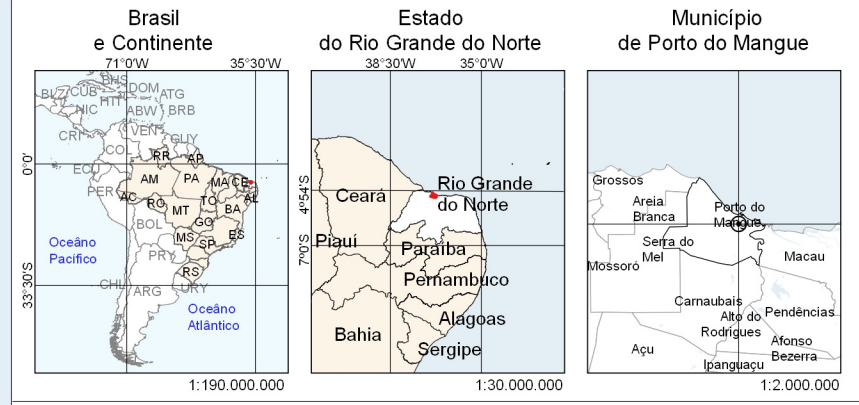 Brasil
e Continente
71°0'W 35°30'W
0°0'
33°30'S
BHS
BLZ CUB DOM ATG
HTI
NIC ABW BRB
CRI VEN
GUY
COL
RR AP
ECU
AM PA MA CE
PER
AC RO TO AL
MT BA
BOL GO
MS ES
SP
PRY
RS
CHL ARG URY
Oceâno
Pacífico
Oceâno
Atlântico
1:190.000.000
Estado
do Rio Grande do Norte
38°30'W 35°0'W
4°54'S
7°0'S
Ceará
Rio Grande
do Norte
Piauí
Paraíba
Pernambuco
Alagoas
Bahia
Sergipe
1:30.000.000
Município
de Porto do Mangue
Grossos
Areia
Branca
Porto do
Mangue
Serra do
Mel
Mossoró
Macau
Carnaubais
Alto do
Rodrigues
Pendências
Açu
Afonso
Bezerra
Ipanguaçu
1:2.000.000